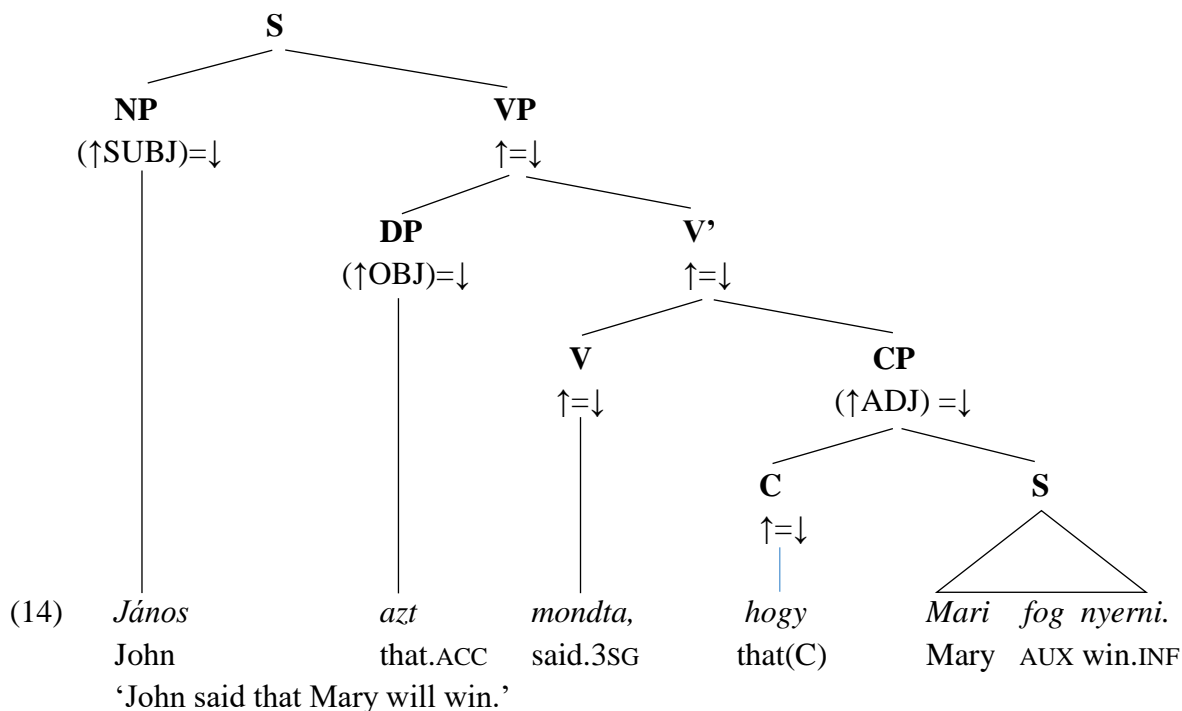 S
NP VP
(↑SUBJ)=↓ ↑=↓
DP V’
(↑OBJ)=↓ ↑=↓
V CP
↑=↓ (↑ADJ) =↓
C S
↑=↓
(14) János azt mondta, hogy Mari fog nyerni.
John that.ACC said.3SG that(C) Mary AUX win.INF
‘John said that Mary will win.’